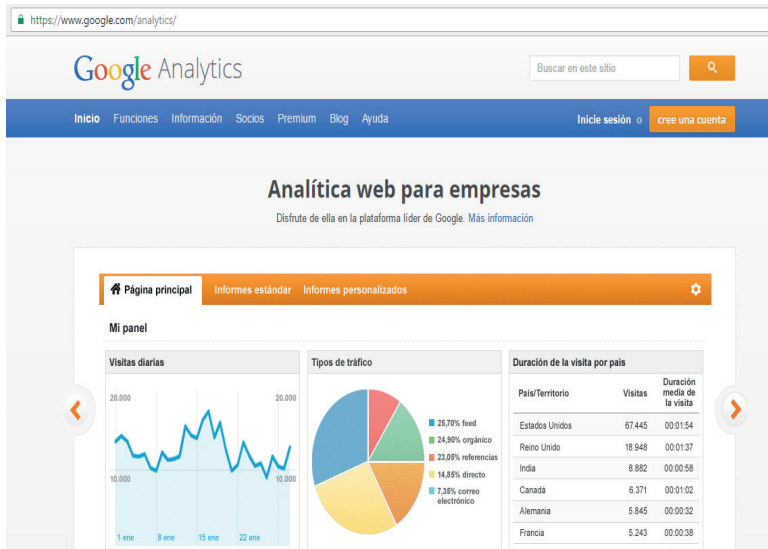 https://www.google.com/analytics/
Google Analytics
Buscar en este sitio
Inicio Funciones Información Socios Premium Blog Ayuda Inicie sesión o cree una cuenta
Analítica web para empresas
Disfrute de ella en la plataforma líder de Google. Más información
Página principal Informes estándar Informes personalizados
Mi panel
Visitas diarias
20.000 20.000
10.000 10.000
1 ene 8 ene 15 ene 22 ene
Tipos de tráfico
25,70% feed
24,90% orgánico
23,05% referencias
14,85% directo
7,35% correo
electrónico
Duración de la visita por país
País/Territorio Visitas Duración
media de
la visita
Estados Unidos 67.445 00:01:54
Reino Unido 18.948 00:01:37
India 8.882 00:00:58
Canadá 6.371 00:01:02
Alemania 5.845 00:00:32
Francia 5.243 00:00:38